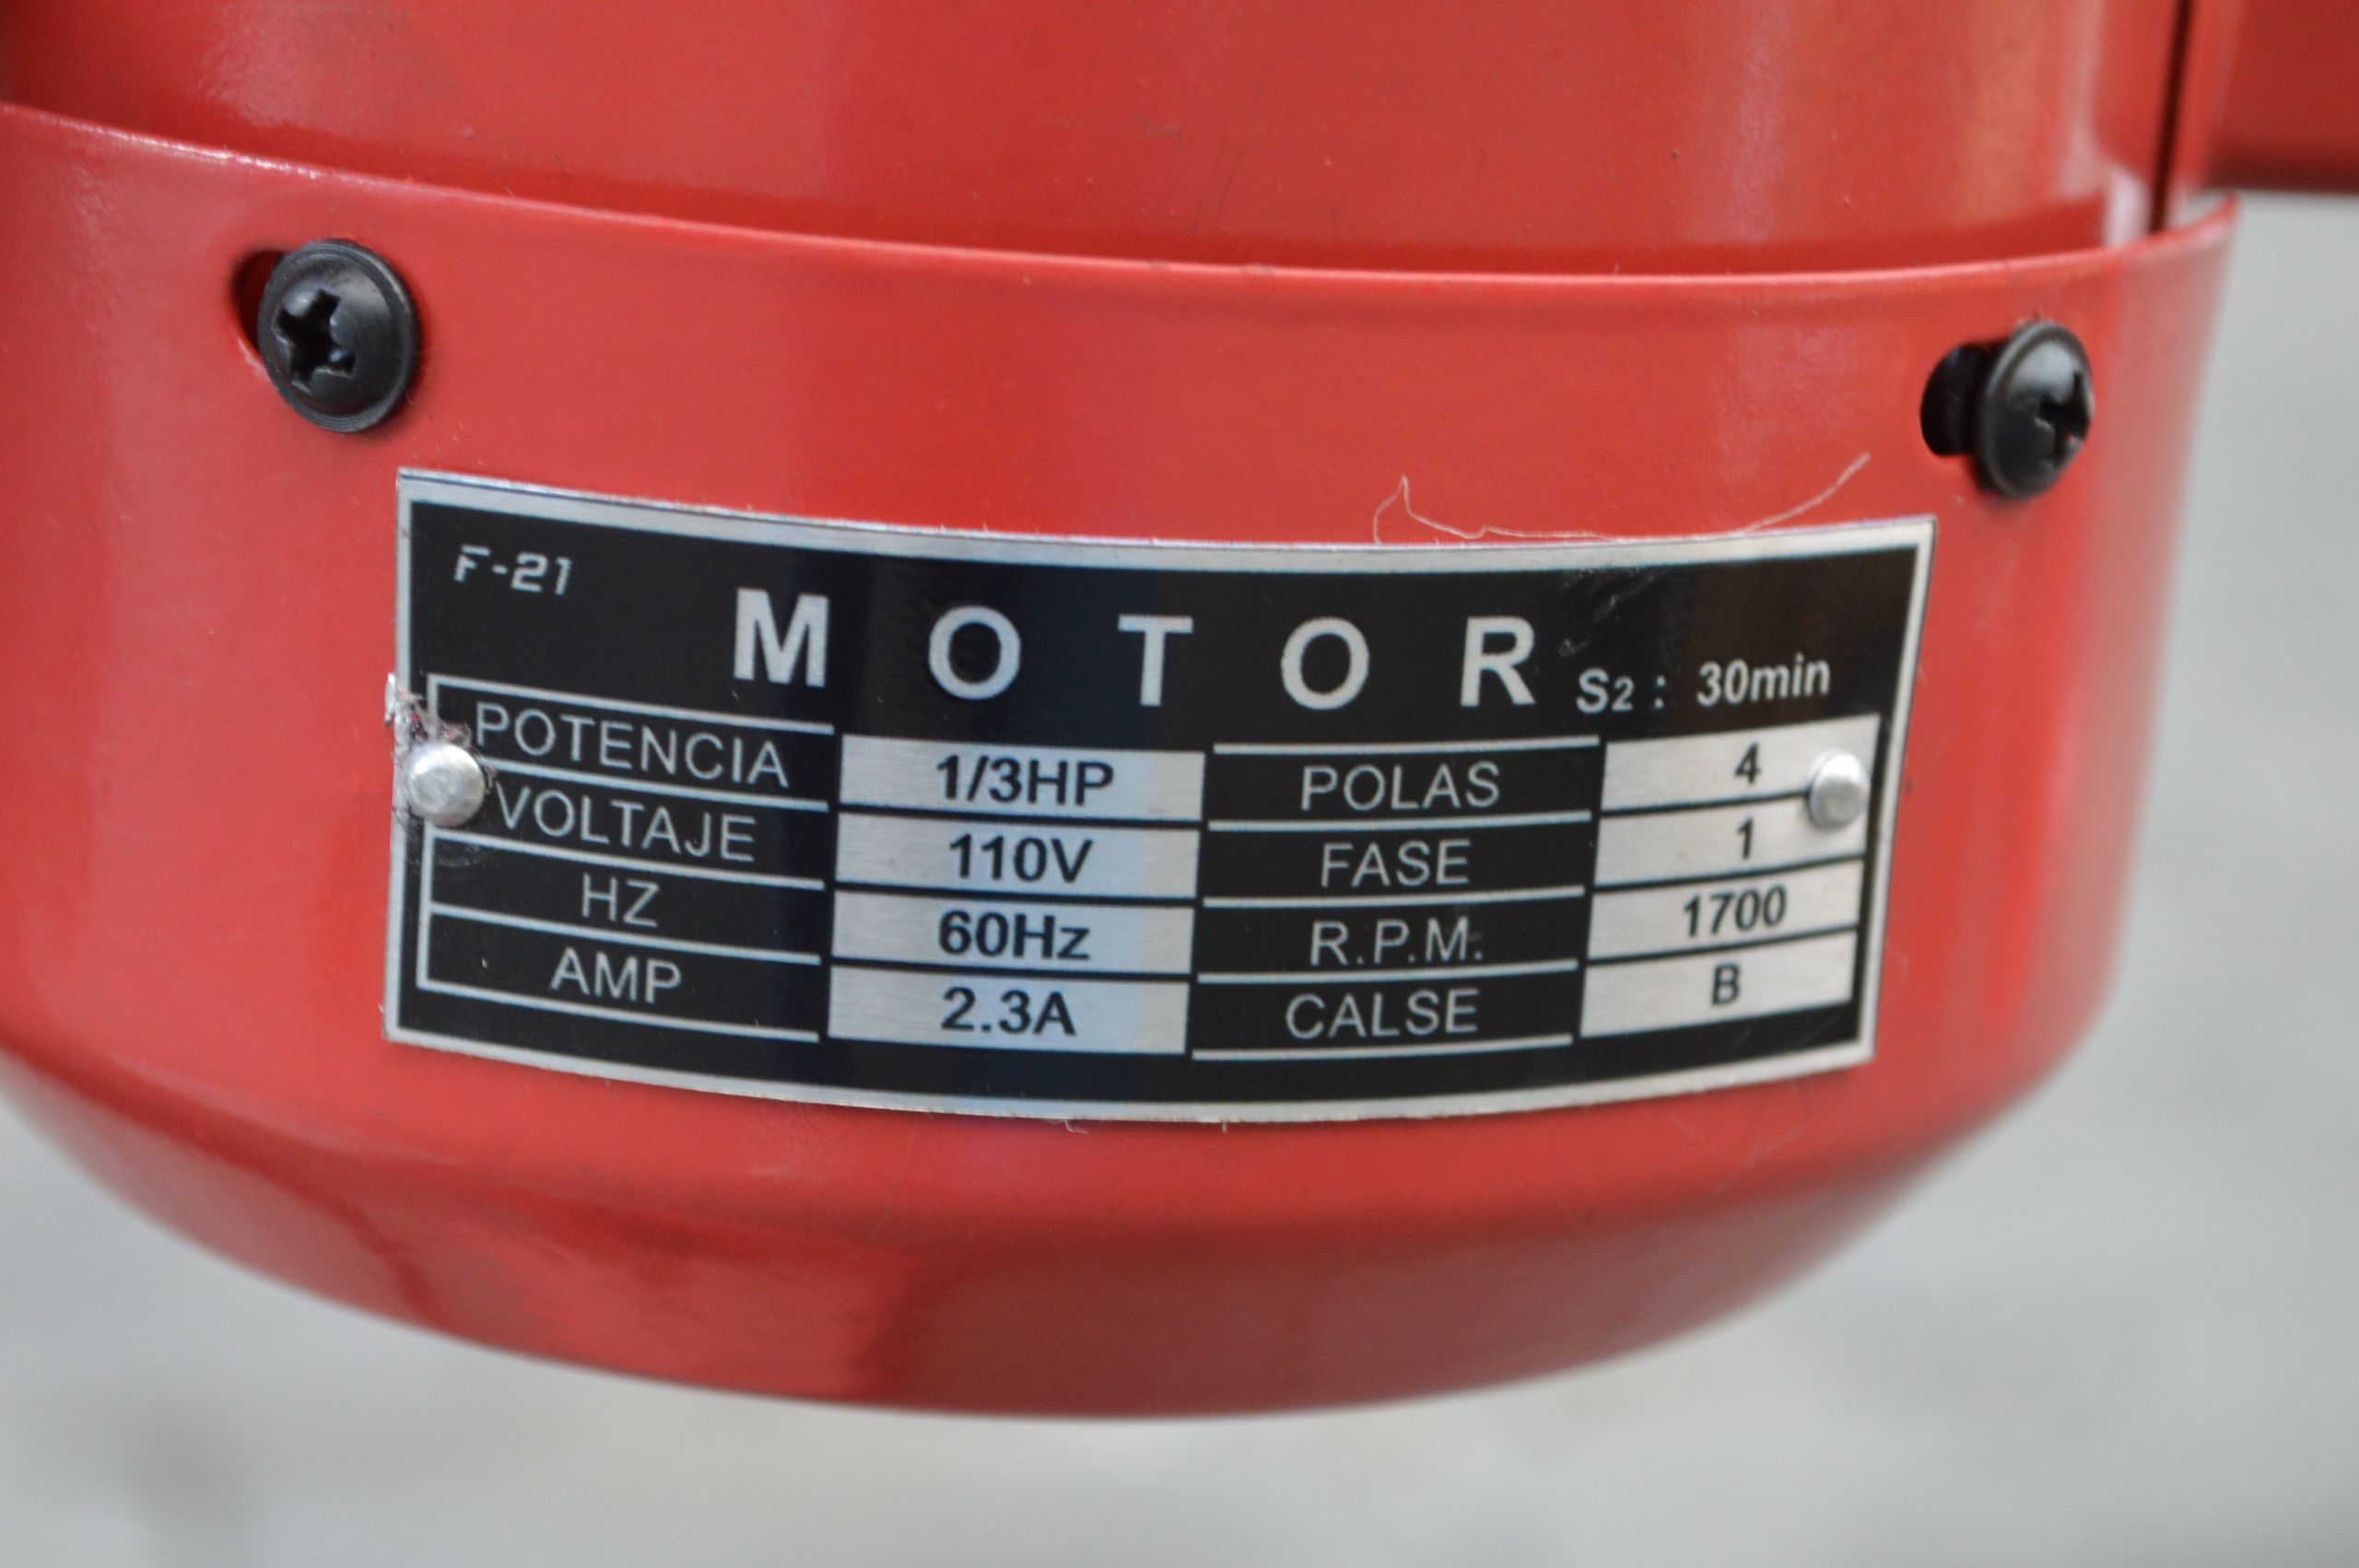 F-21
MOTOR S2: 30min
POTENCIA 1/3HP POLAS 4
VOLTAJE 110V FASE 1
HZ 60Hz R.P.M. 1700
AMP 2.3A CALSE B